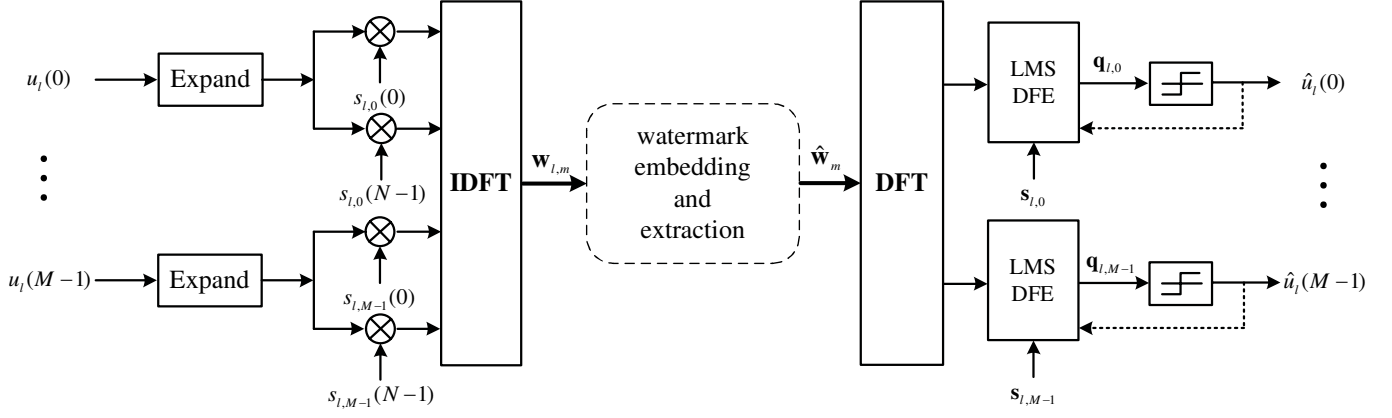 u_l(0)
Expand
s_{l,0}(0)
s_{l,0}(N−1)
u_l(M−1)
Expand
s_{l,M−1}(0)
s_{l,M−1}(N−1)
IDFT
w_{l,m}
watermark
embedding
and
extraction
ŵ_m
DFT
LMS
DFE
q_{l,0}
û_l(0)
s_{l,0}
LMS
DFE
q_{l,M−1}
û_l(M−1)
s_{l,M−1}